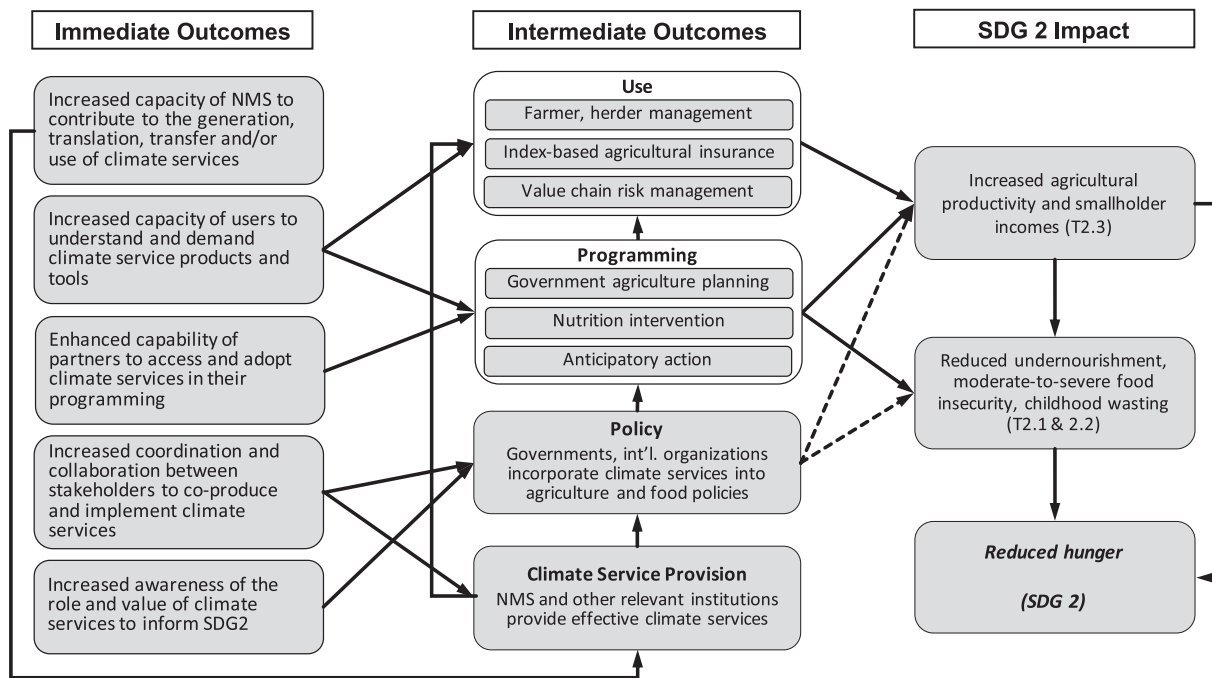 Immediate Outcomes
Increased capacity of NMS to
contribute to the generation,
translation, transfer and/or
use of climate services
Increased capacity of users to
understand and demand
climate service products and
tools
Enhanced capability of
partners to access and adopt
climate services in their
programming
Increased coordination and
collaboration between
stakeholders to co-produce
and implement climate
services
Increased awareness of the
role and value of climate
services to inform SDG2
Intermediate Outcomes
Use
Farmer, herder management
Index-based agricultural insurance
Value chain risk management
Programming
Government agriculture planning
Nutrition intervention
Anticipatory action
Policy
Governments, int'l. organizations
incorporate climate services into
agriculture and food policies
Climate Service Provision
NMS and other relevant institutions
provide effective climate services
SDG 2 Impact
Increased agricultural
productivity and smallholder
incomes (T2.3)
Reduced undernourishment,
moderate-to-severe food
insecurity, childhood wasting
(T2.1 & 2.2)
Reduced hunger
(SDG 2)